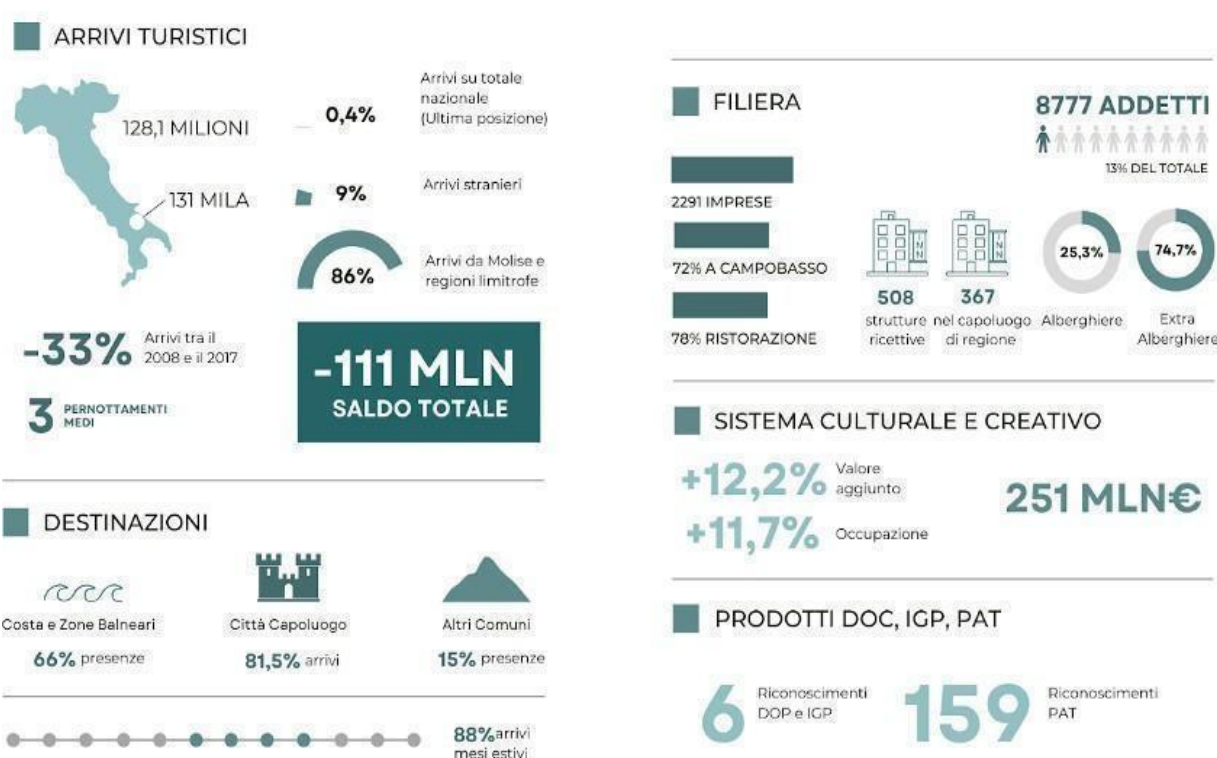 ARRIVI TURISTICI
128,1 MILIONI
131 MILA
0,4%
Arrivi su totale
nazionale
(Ultima posizione)
9%
Arrivi stranieri
86%
Arrivi da Molise e
regioni limitrofe
-33%
Arrivi tra il
2008 e il 2017
3
PERNOTTAMENTI
MEDI
-111 MLN
SALDO TOTALE
DESTINAZIONI
Costa e Zone Balneari
66% presenze
Città Capoluogo
81,5% arrivi
Altri Comuni
15% presenze
88% arrivi
mesi estivi
FILIERA
8777 ADDETTI
13% DEL TOTALE
2291 IMPRESE
72% A CAMPOBASSO
78% RISTORAZIONE
INN
508
strutture
ricettive
INN
367
nel capoluogo
di regione
25,3%
Alberghiere
74,7%
Extra
Alberghiere
SISTEMA CULTURALE E CREATIVO
+12,2%
Valore
aggiunto
+11,7%
Occupazione
251 MLN€
PRODOTTI DOC, IGP, PAT
6
Riconoscimenti
DOP e IGP
159
Riconoscimenti
PAT